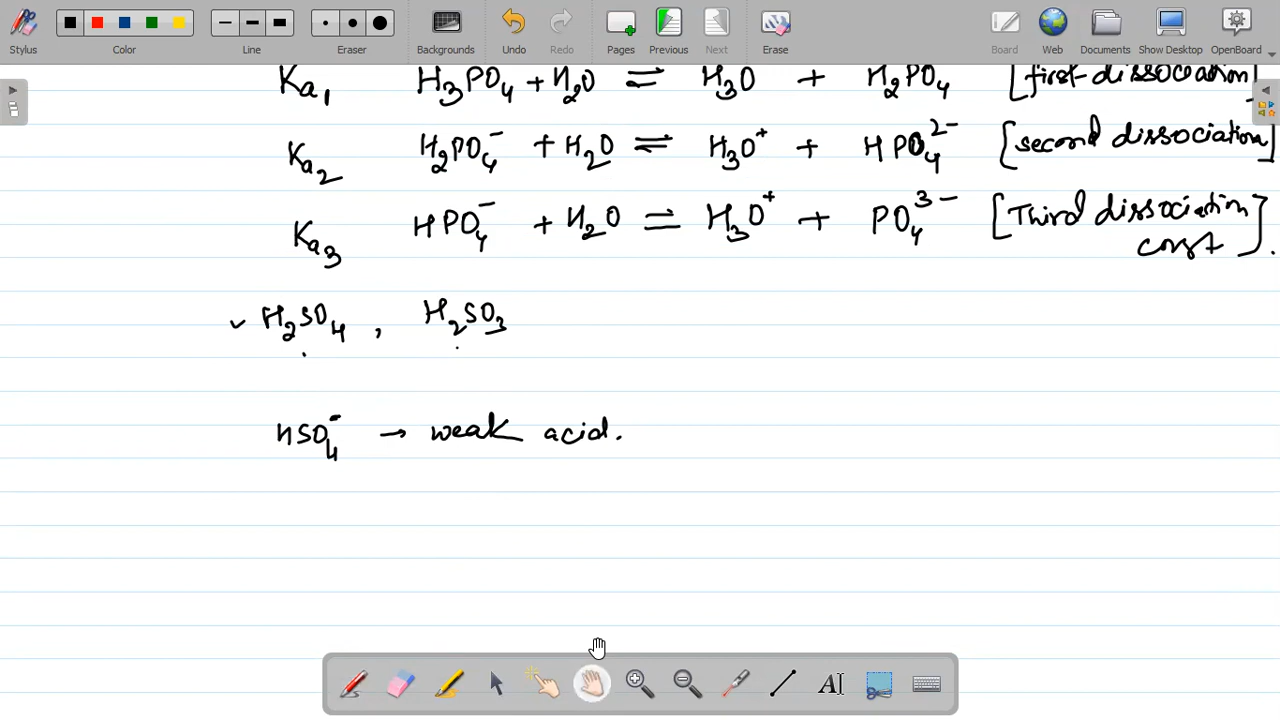 Stylus Color Line Eraser Backgrounds Undo Redo Pages Previous Next Erase Board Web Documents Show Desktop OpenBoard
Ka1 H3PO4 + H2O ⇌ H3O + H2PO4 [first dissociation]
Ka2 H2PO4⁻ + H2O ⇌ H3O⁺ + HPO4²⁻ [second dissociation]
Ka3 HPO4⁻ + H2O ⇌ H3O⁺ + PO4³⁻ [Third dissociation
const].
✓ H2SO4 , H2SO3
HSO4⁻ → weak acid.